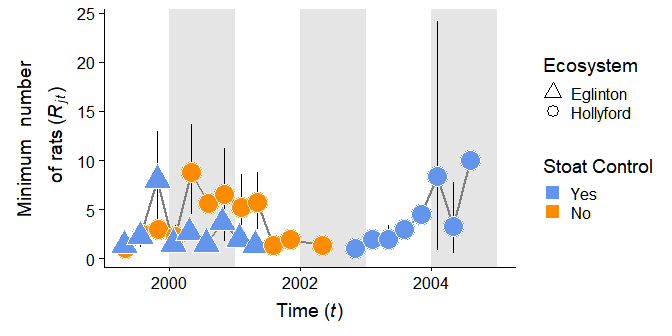 25
20
15
10
5
0
Minimum number
of rats (Rjt)
2000
2002
2004
Time (t)
Ecosystem
Eglinton
Hollyford
Stoat Control
Yes
No